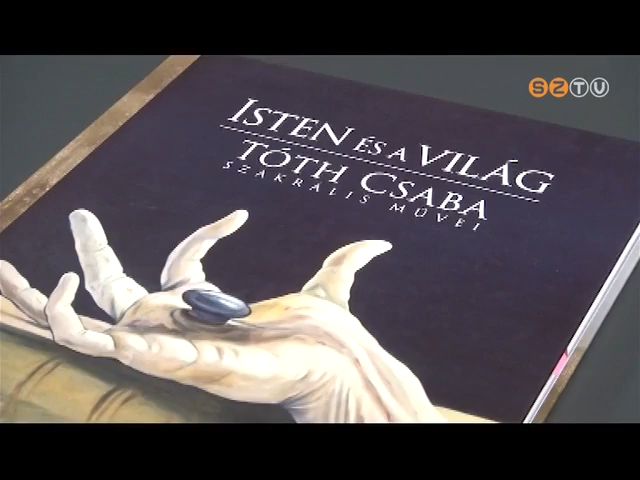 SZTV
ISTEN ÉS A VILÁG
TÓTH CSABA
SZAKRÁLIS MŰVEI